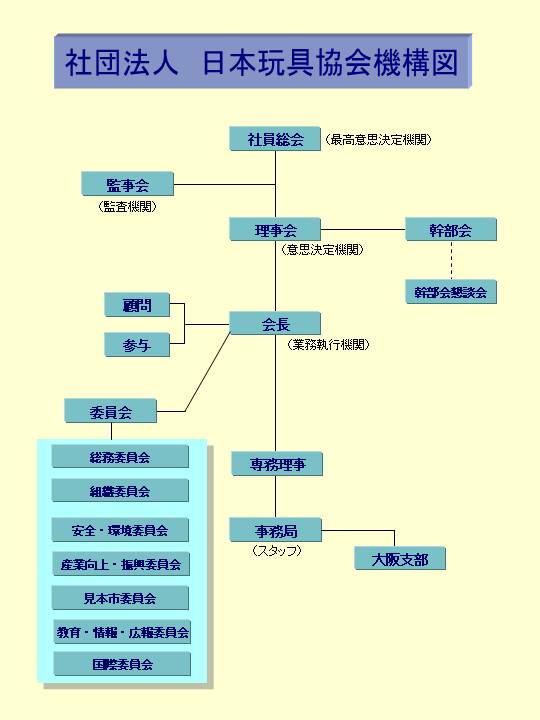 社団法人　日本玩具協会機構図
社員総会 （最高意思決定機関）
監事会
（監査機関）
理事会
（意思決定機関）
幹部会
幹部会懇談会
顧問
参与
会長
（業務執行機関）
委員会
総務委員会
組織委員会
安全・環境委員会
産業向上・振興委員会
見本市委員会
教育・情報・広報委員会
国際委員会
専務理事
事務局
（スタッフ）
大阪支部